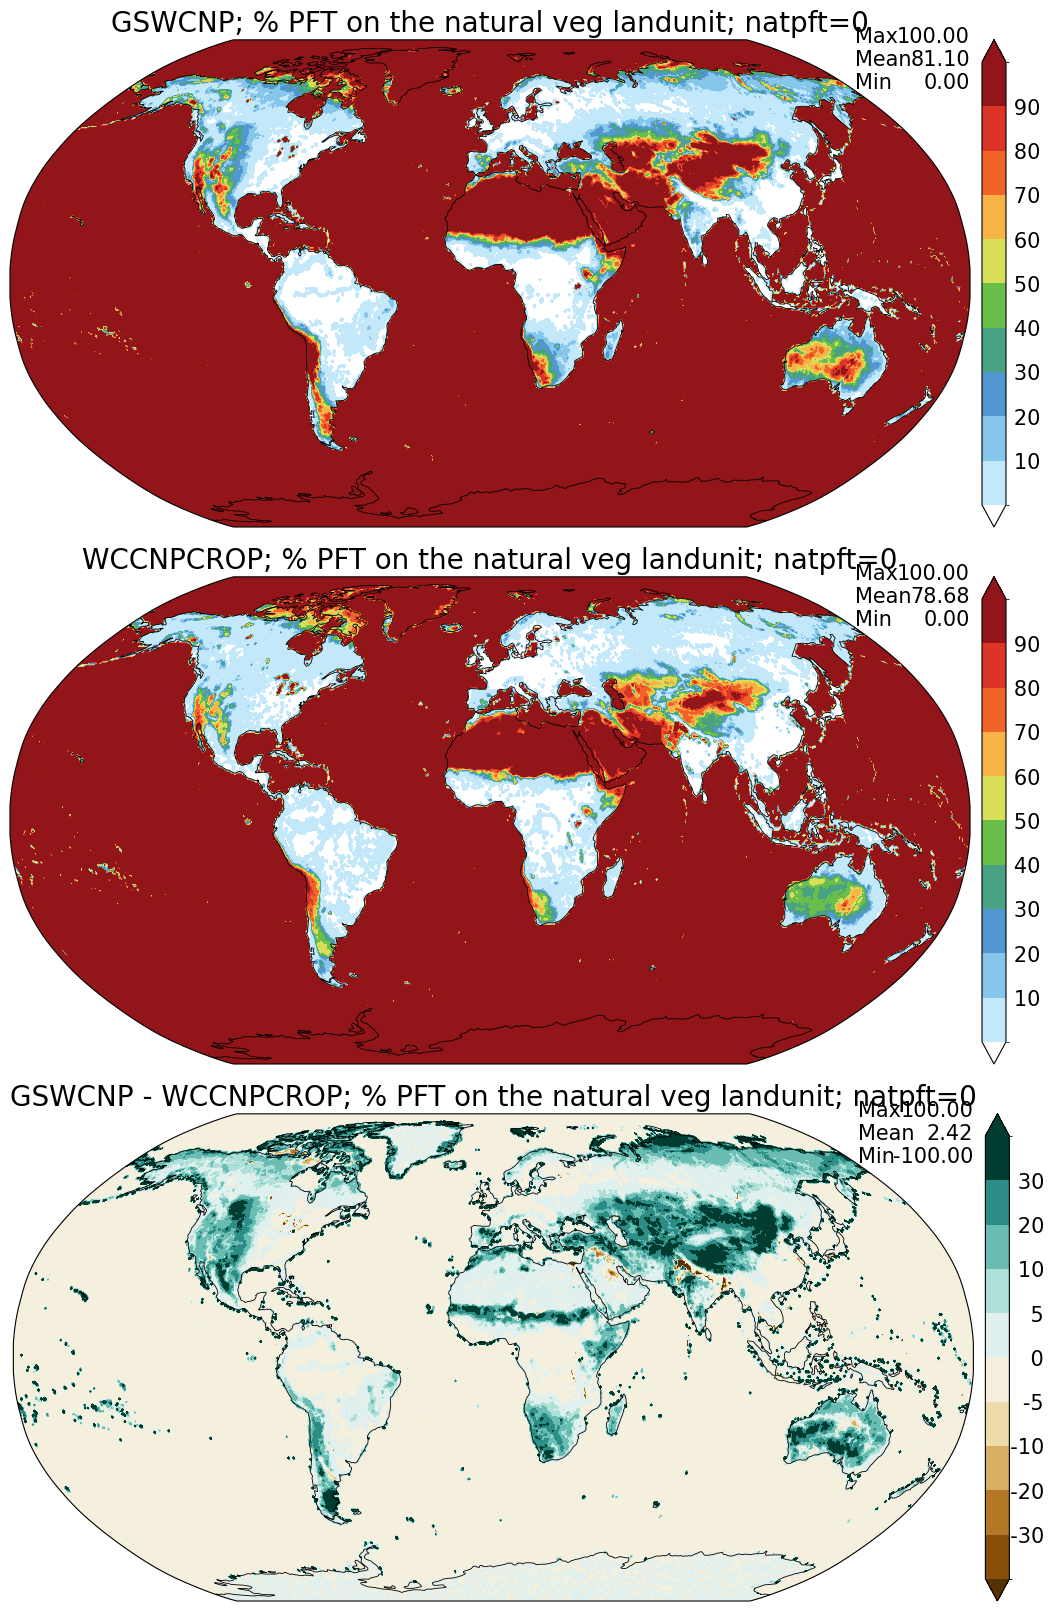 GSWCNP; % PFT on the natural veg landunit; natpft=0
Max100.00
Mean81.10
Min 0.00
90
80
70
60
50
40
30
20
10
WCCNPCROP; % PFT on the natural veg landunit; natpft=0
Max100.00
Mean78.68
Min 0.00
90
80
70
60
50
40
30
20
10
GSWCNP - WCCNPCROP; % PFT on the natural veg landunit; natpft=0
Max100.00
Mean 2.42
Min-100.00
30
20
10
5
0
-5
-10
-20
-30